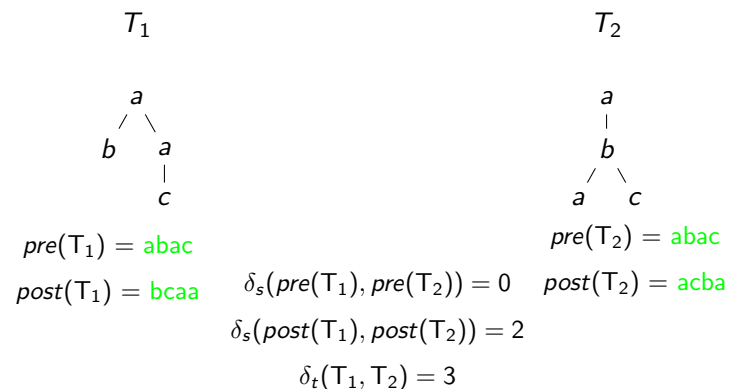 T₁ T₂
a a
b a b
c a c
pre(T₁) = abac pre(T₂) = abac
post(T₁) = bcaa post(T₂) = acba
δₛ(pre(T₁), pre(T₂)) = 0
δₛ(post(T₁), post(T₂)) = 2
δₜ(T₁, T₂) = 3